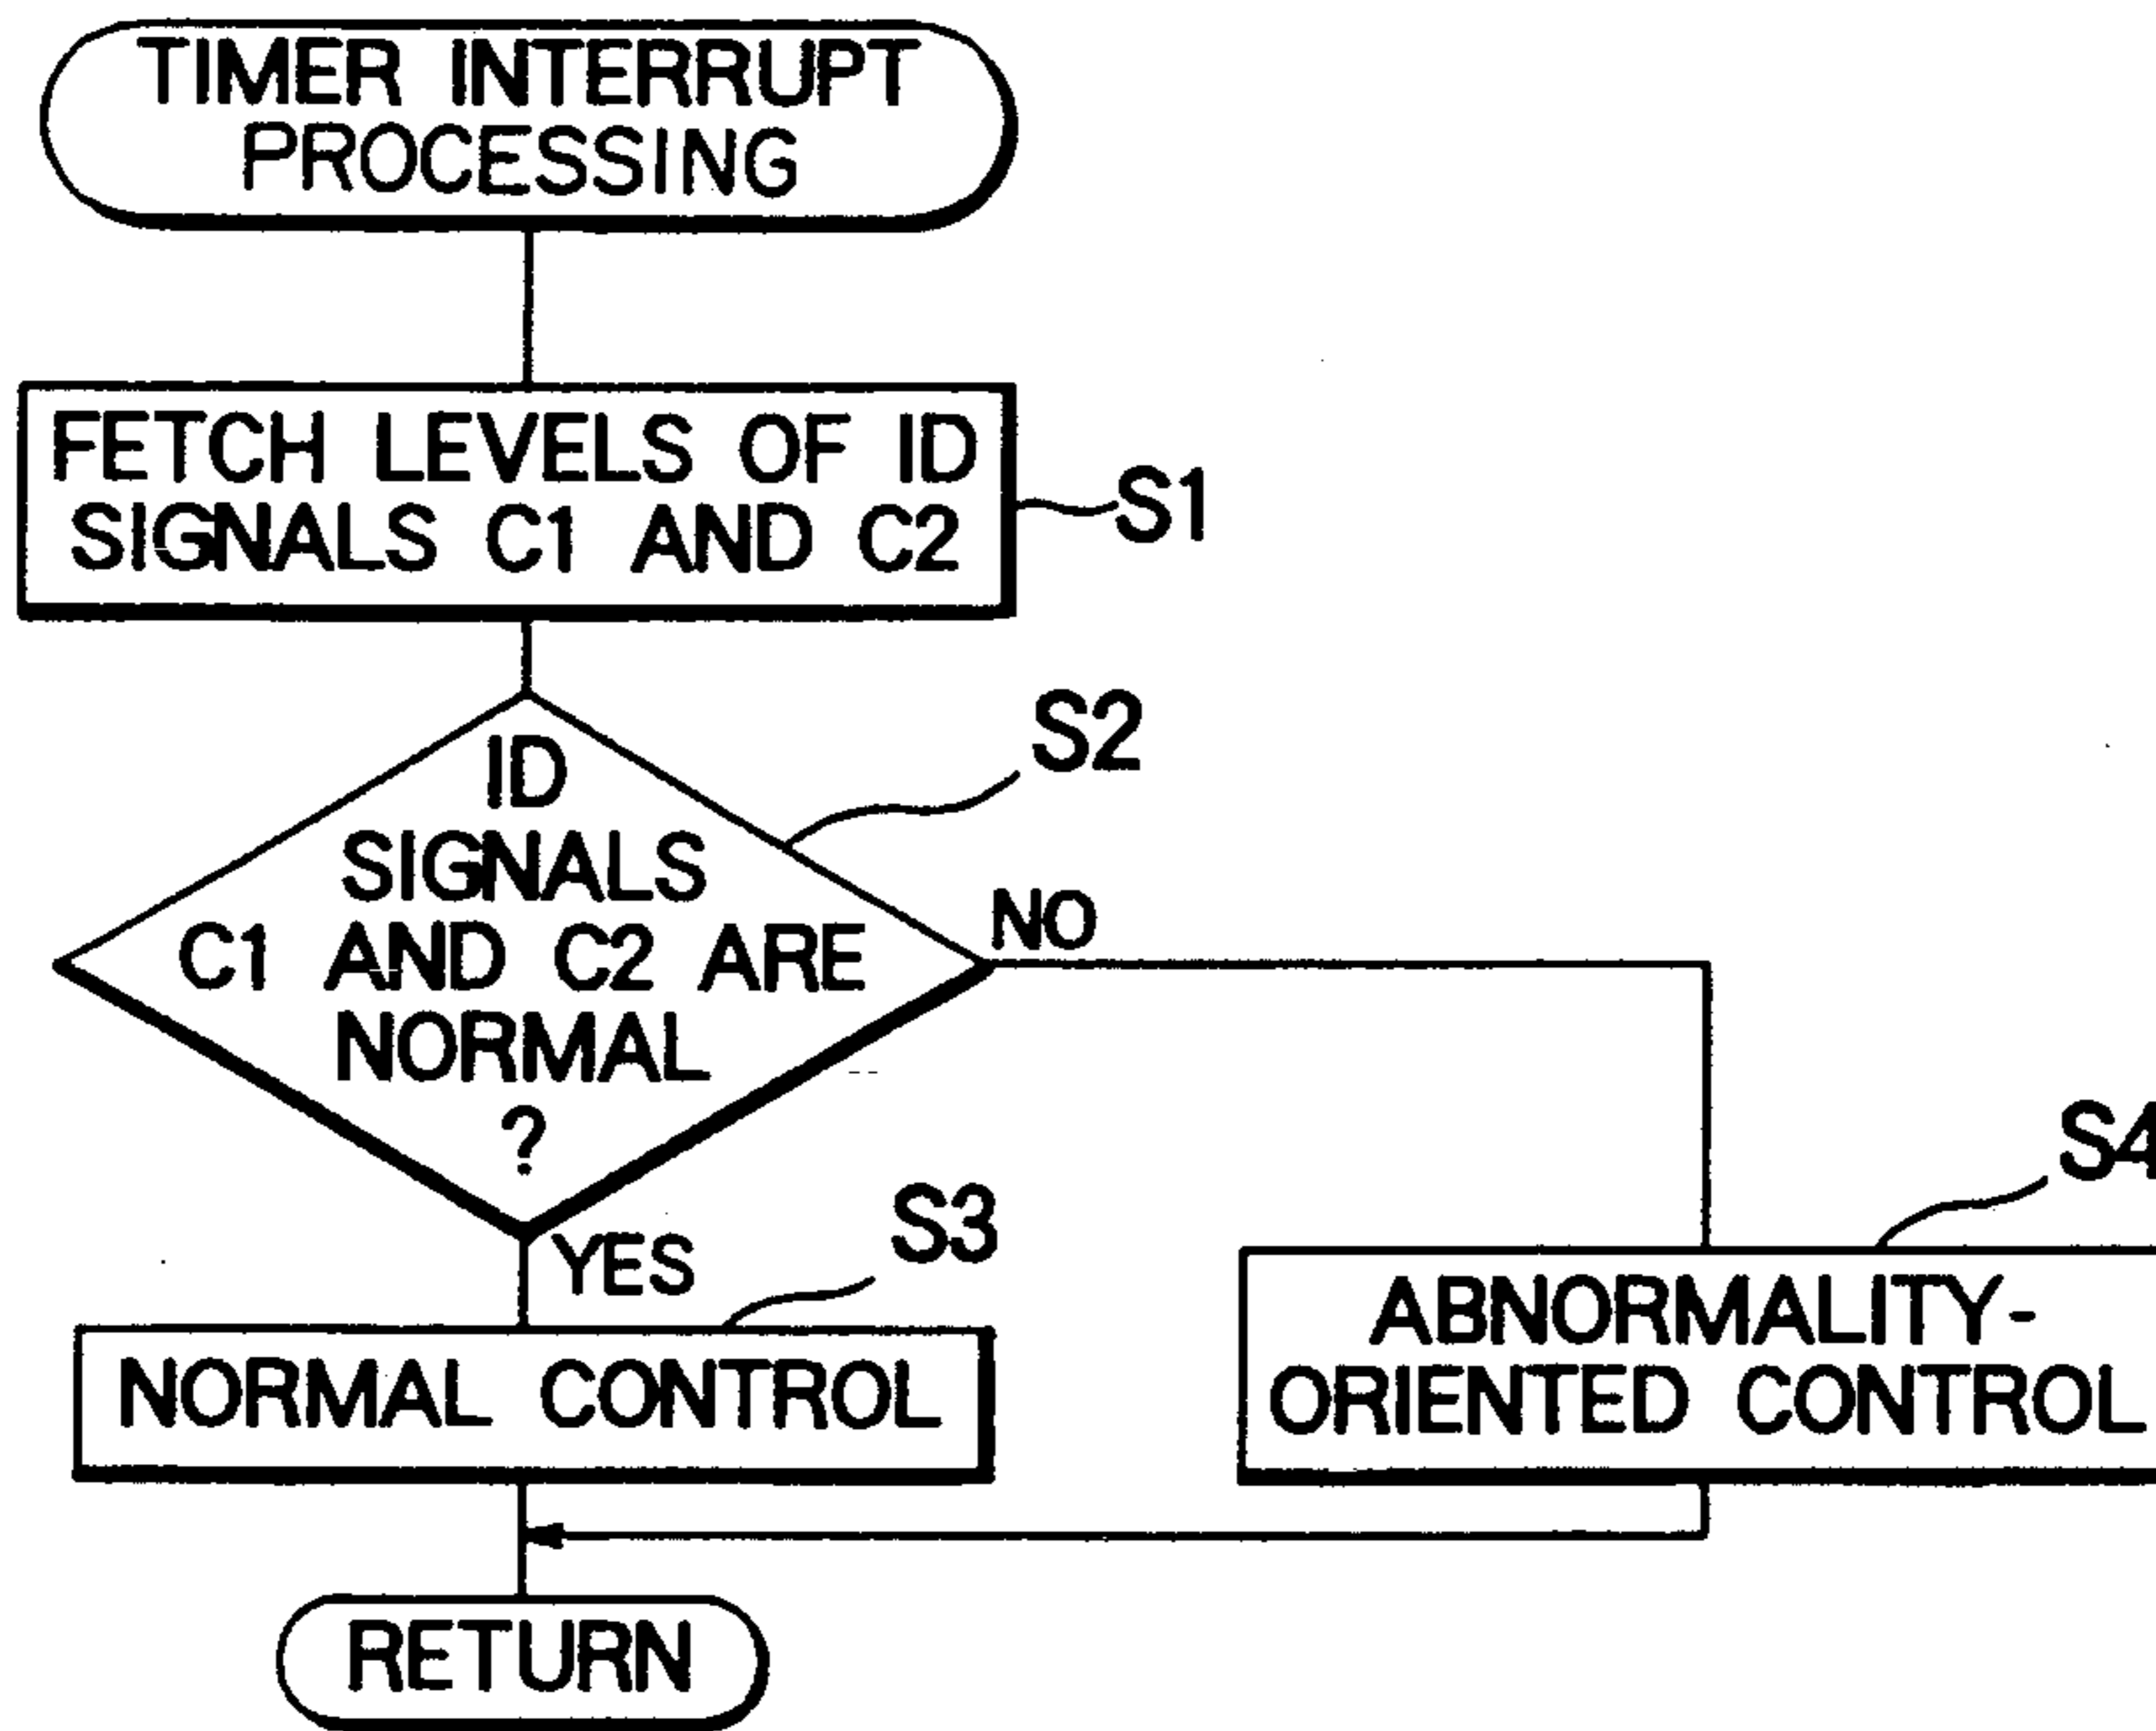 TIMER INTERRUPT
PROCESSING
FETCH LEVELS OF ID
SIGNALS C1 AND C2
S1
S2
ID
SIGNALS
C1 AND C2 ARE
NORMAL
?
NO
YES
S3
S4
NORMAL CONTROL
ABNORMALITY-
ORIENTED CONTROL
RETURN